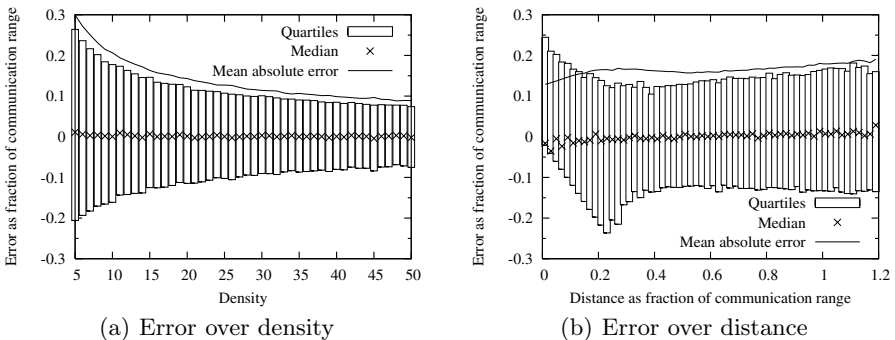 Error as fraction of communication range
0.3
0.2
0.1
0
-0.1
-0.2
-0.3
5
10
15
20
25
30
35
40
45
50
Density
Quartiles
Median
Mean absolute error
(a) Error over density
Error as fraction of communication range
0.3
0.2
0.1
0
-0.1
-0.2
-0.3
0
0.2
0.4
0.6
0.8
1
1.2
Distance as fraction of communication range
Quartiles
Median
Mean absolute error
(b) Error over distance